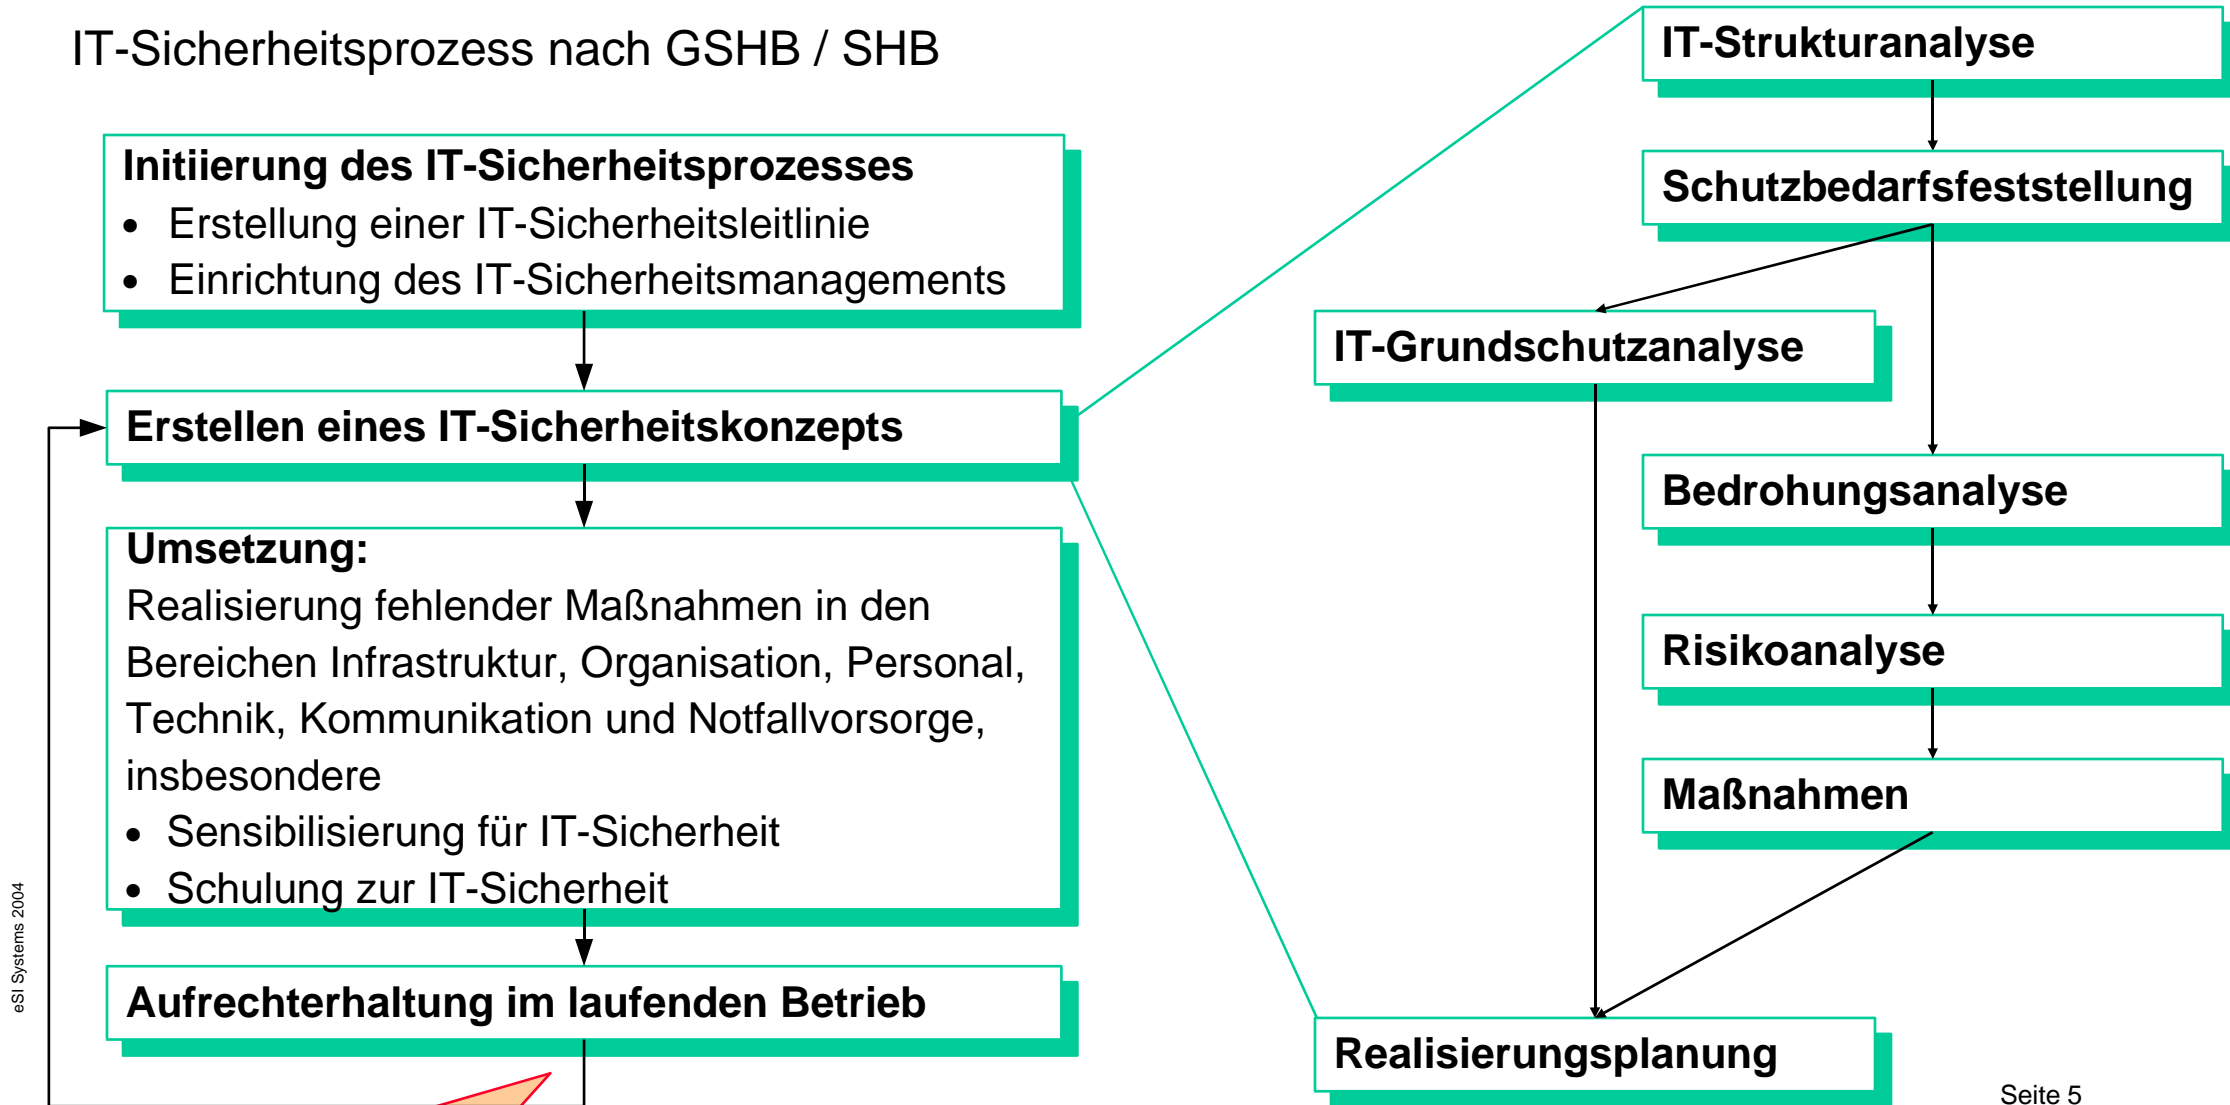 IT-Sicherheitsprozess nach GSHB / SHB
Initiierung des IT-Sicherheitsprozesses
• Erstellung einer IT-Sicherheitsleitlinie
• Einrichtung des IT-Sicherheitsmanagements
Erstellen eines IT-Sicherheitskonzepts
Umsetzung:
Realisierung fehlender Maßnahmen in den
Bereichen Infrastruktur, Organisation, Personal,
Technik, Kommunikation und Notfallvorsorge,
insbesondere
• Sensibilisierung für IT-Sicherheit
• Schulung zur IT-Sicherheit
Aufrechterhaltung im laufenden Betrieb
IT-Strukturanalyse
Schutzbedarfsfeststellung
IT-Grundschutzanalyse
Bedrohungsanalyse
Risikoanalyse
Maßnahmen
Realisierungsplanung
eSI Systems 2004
Seite 5